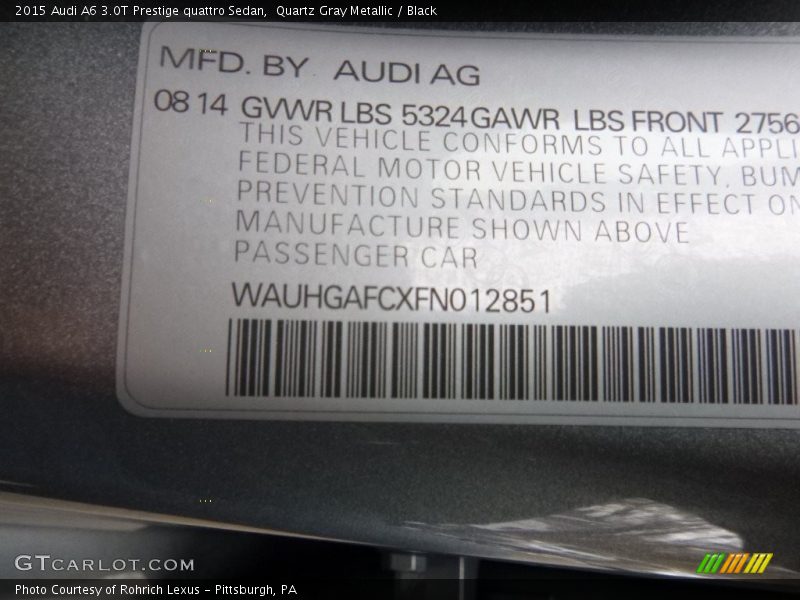 2015 Audi A6 3.0T Prestige quattro Sedan,  Quartz Gray Metallic / Black
MFD. BY AUDI AG
08 14 GVWR LBS 5324 GAWR LBS FRONT 2756
THIS VEHICLE CONFORMS TO ALL APPLI
FEDERAL MOTOR VEHICLE SAFETY, BUM
PREVENTION STANDARDS IN EFFECT ON
MANUFACTURE SHOWN ABOVE
PASSENGER CAR
WAUHGAFCXFN012851
GTCARLOT.COM
Photo Courtesy of Rohrich Lexus - Pittsburgh, PA